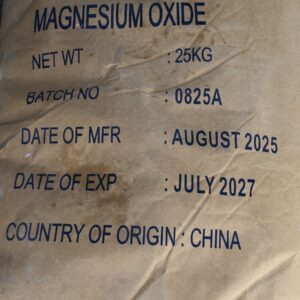 MAGNESIUM OXIDE
NET WT : 25KG
BATCH NO : 0825A
DATE OF MFR : AUGUST 2025
DATE OF EXP : JULY 2027
COUNTRY OF ORIGIN : CHINA